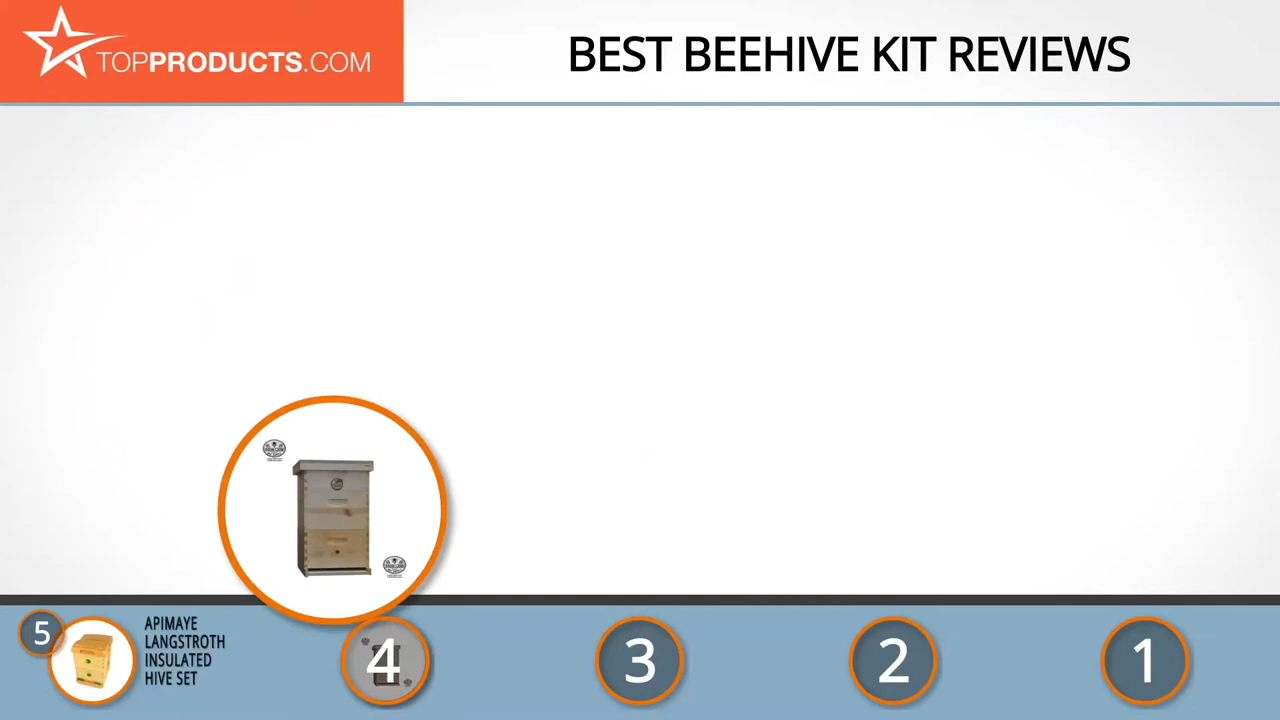 TOPPRODUCTS.COM
BEST BEEHIVE KIT REVIEWS
5
APIMAYE
LANGSTROTH
INSULATED
HIVE SET
4
3
2
1